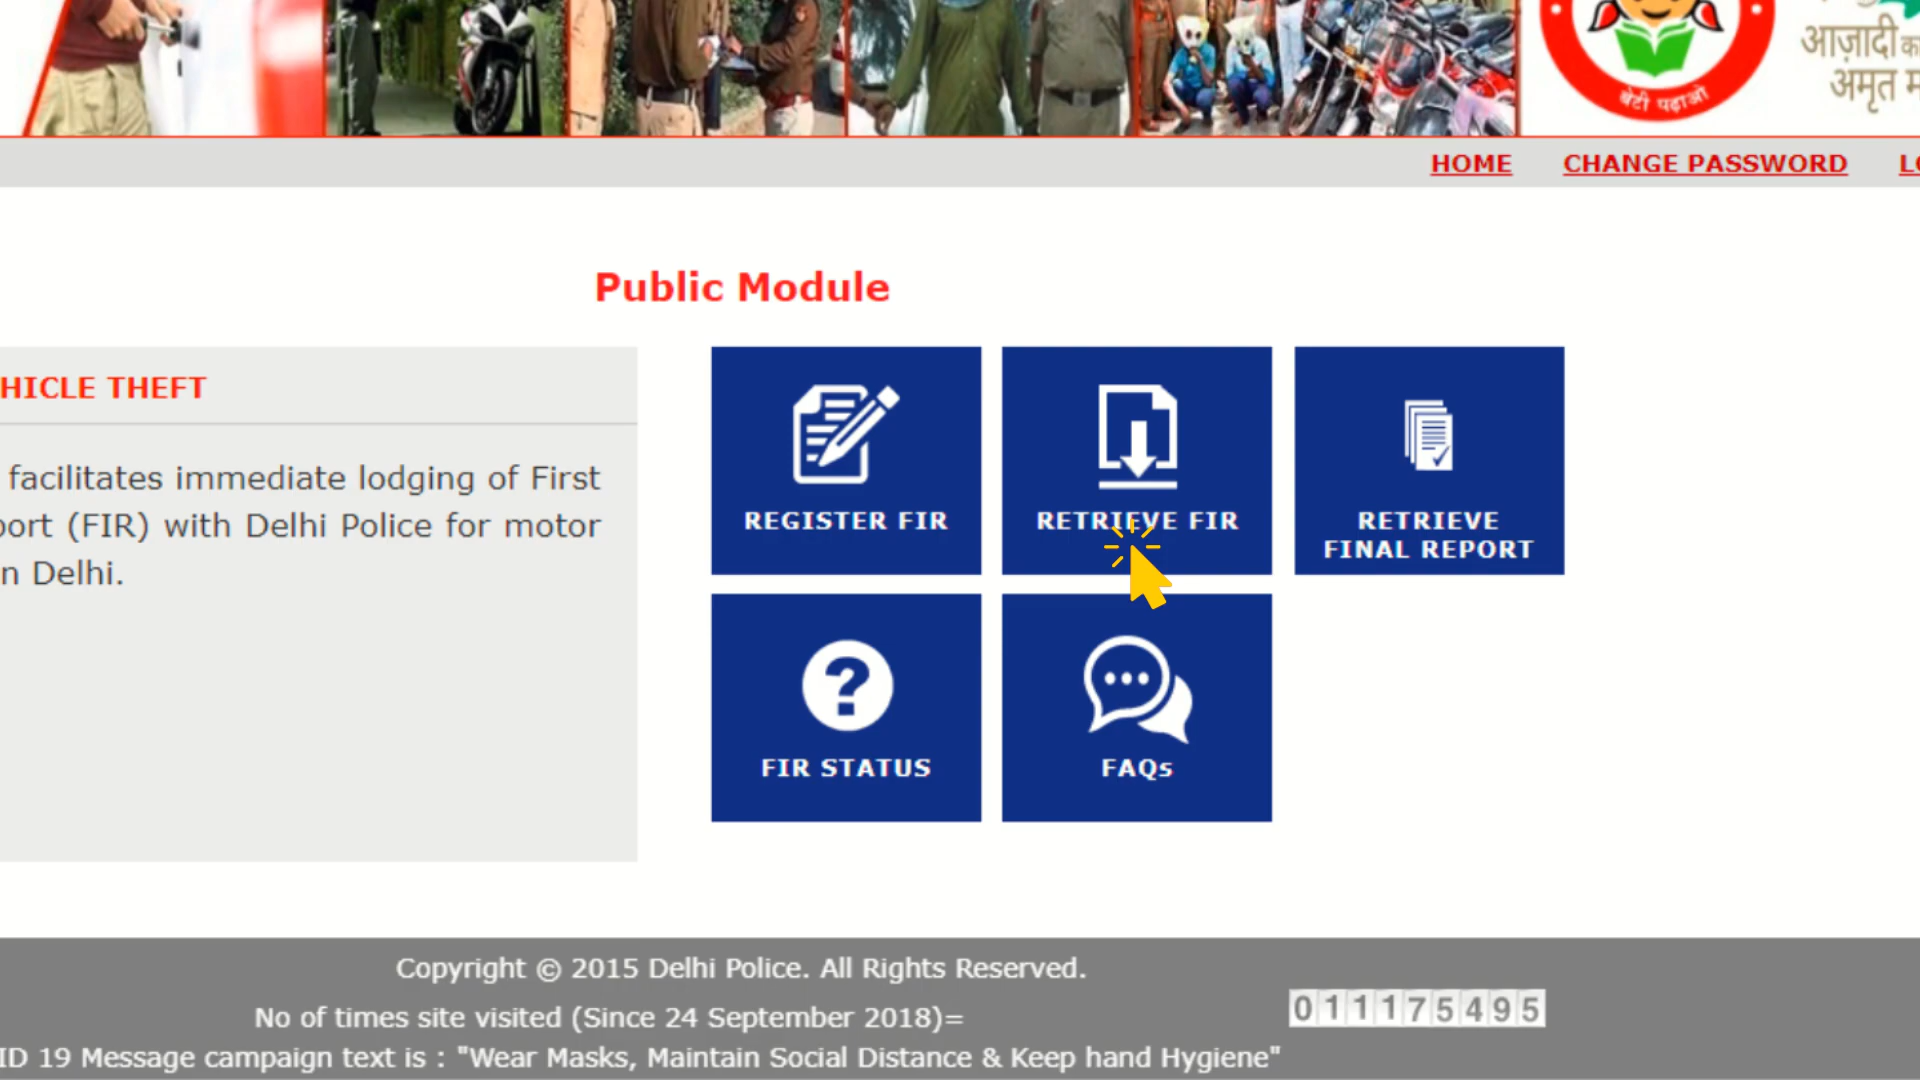 आज़ादी का
अमृत म
बेटी पढ़ाओ
HOME CHANGE PASSWORD
Public Module
HICLE THEFT
facilitates immediate lodging of First
port (FIR) with Delhi Police for motor
n Delhi.
REGISTER FIR
RETRIEVE FIR
RETRIEVE
FINAL REPORT
FIR STATUS
FAQs
Copyright © 2015 Delhi Police. All Rights Reserved.
No of times site visited (Since 24 September 2018)= 011175495
ID 19 Message campaign text is : "Wear Masks, Maintain Social Distance & Keep hand Hygiene"